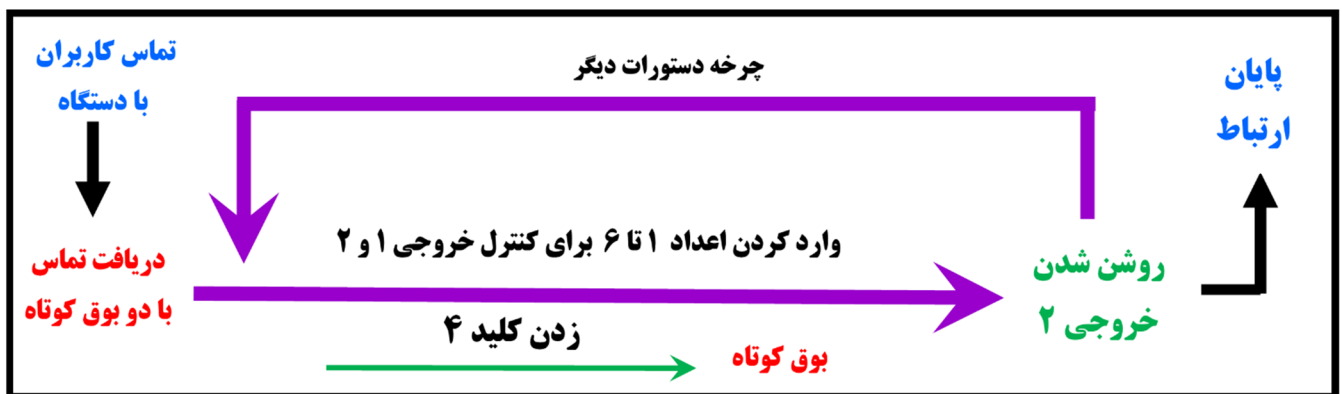 تماس کاربران
با دستگاه
دریافت تماس
با دو بوق کوتاه
چرخه دستورات دیگر
وارد کردن اعداد ۱ تا ۶ برای کنترل خروجی ۱ و ۲
زدن کلید ۴
بوق کوتاه
روشن شدن
خروجی ۲
پایان
ارتباط